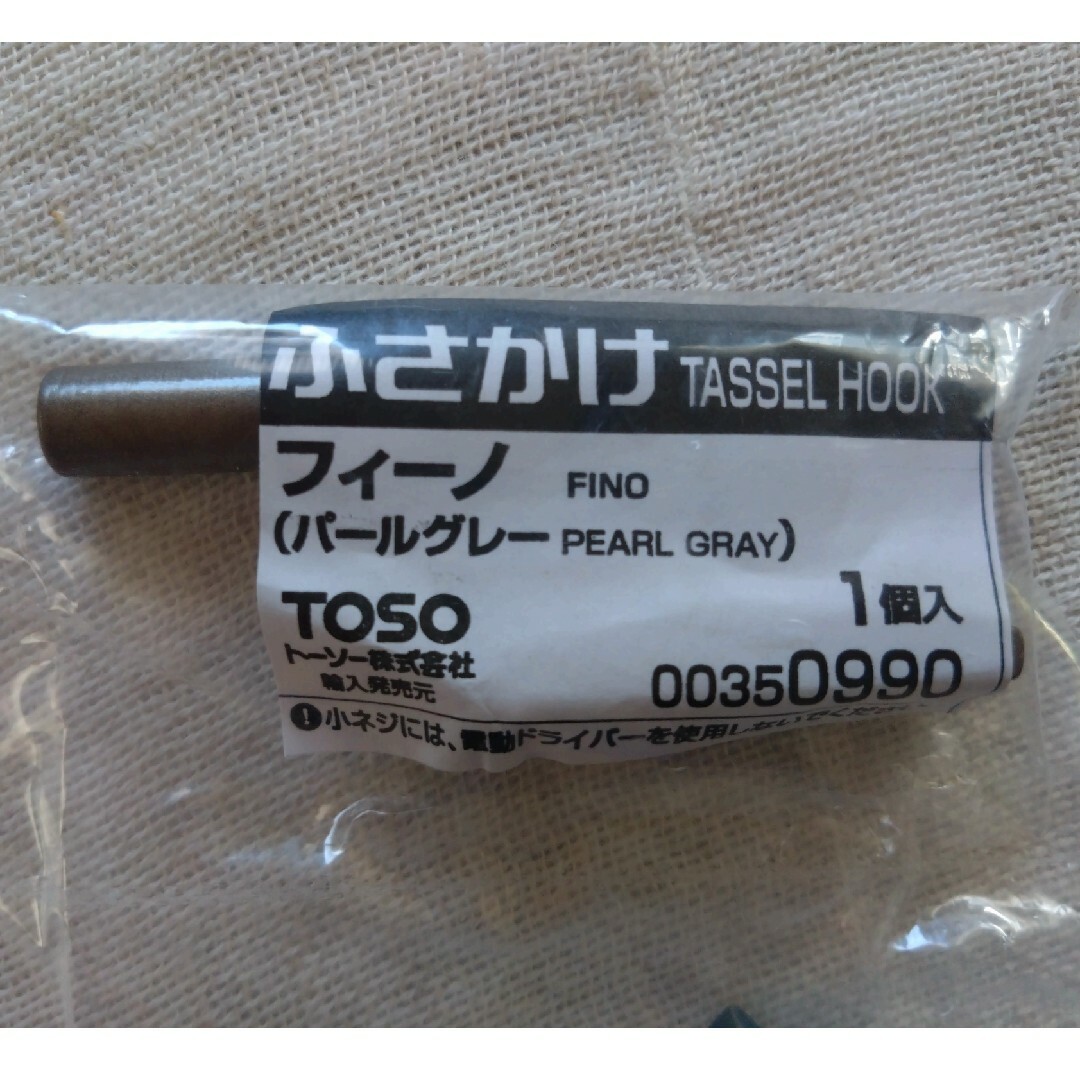 ふさかけ TASSEL HOOK
フィーノ FINO
(パールグレー PEARL GRAY)
1個入
TOSO
トーソー株式会社
輸入発売元
00350990
! 小ネジには、電動ドライバーを使用しないでください